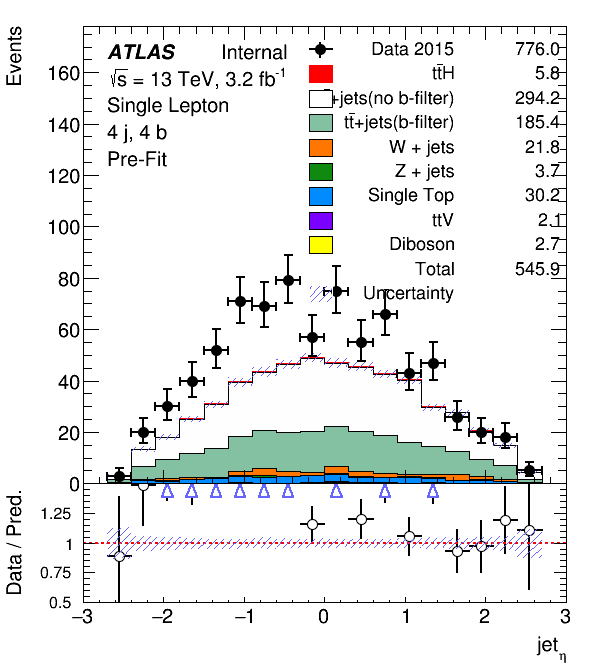 Events
ATLAS Internal
√s = 13 TeV, 3.2 fb-1
Single Lepton
4 j, 4 b
Pre-Fit
Data 2015 776.0
tt̄H 5.8
+jets(no b-filter) 294.2
tt̄+jets(b-filter) 185.4
W + jets 21.8
Z + jets 3.7
Single Top 30.2
ttV 2.1
Diboson 2.7
Total 545.9
Uncertainty
160
140
120
100
80
60
40
20
0
Data / Pred.
1.25
1
0.75
0.5
−3 −2 −1 0 1 2 3
jetη